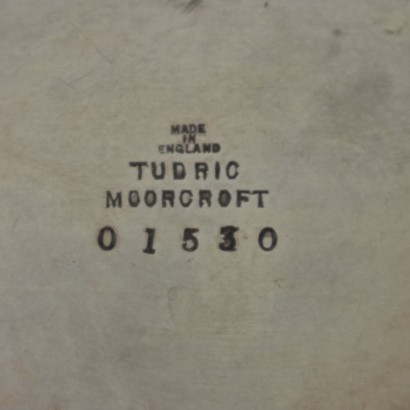 MADE
IN
ENGLAND
TUDRIC
MOORCROFT
01530